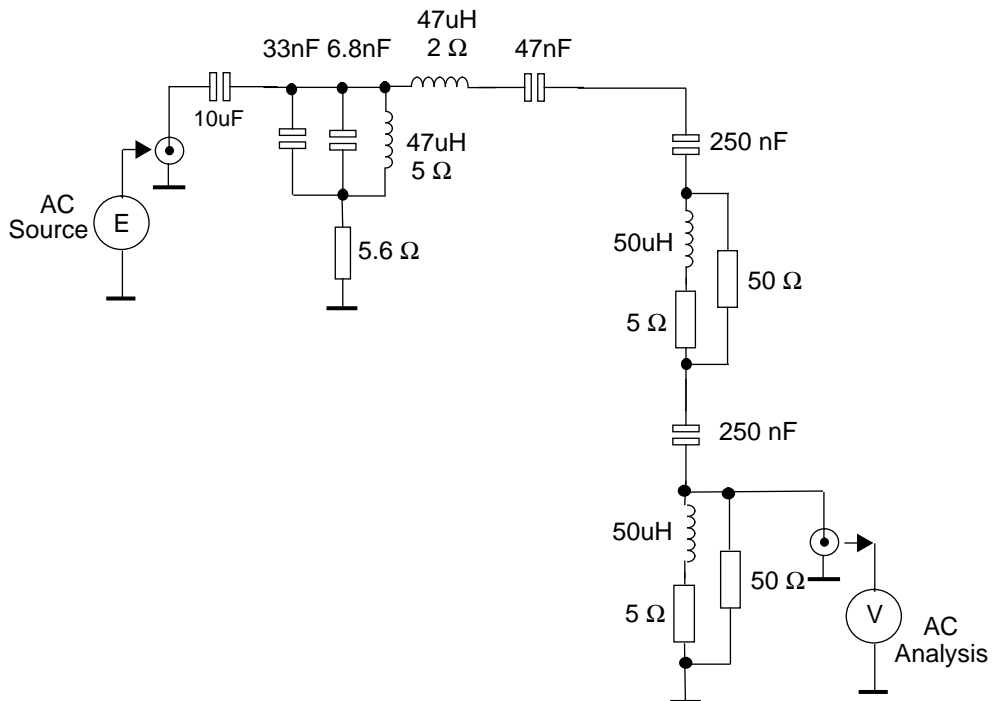 47uH
2 Ω
33nF 6.8nF
47nF
10uF
47uH
5 Ω
250 nF
AC
Source
E
5.6 Ω
50uH
50 Ω
5 Ω
250 nF
50uH
50 Ω
5 Ω
V
AC
Analysis